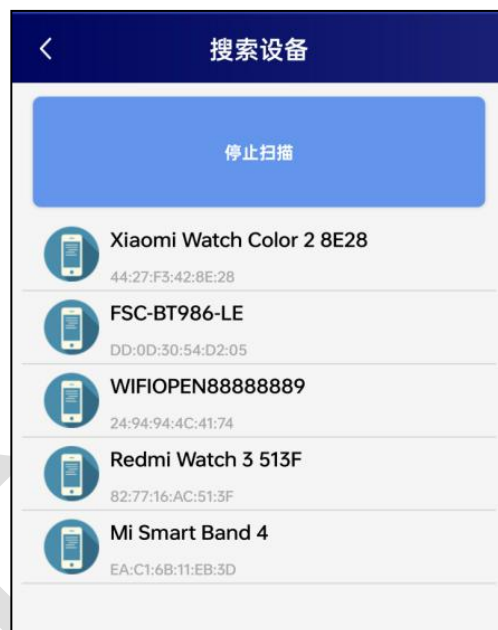 搜索设备
停止扫描
Xiaomi Watch Color 2 8E28
44:27:F3:42:8E:28
FSC-BT986-LE
DD:0D:30:54:D2:05
WIFIOPEN88888889
24:94:94:4C:41:74
Redmi Watch 3 513F
82:77:16:AC:51:3F
Mi Smart Band 4
EA:C1:6B:11:EB:3D